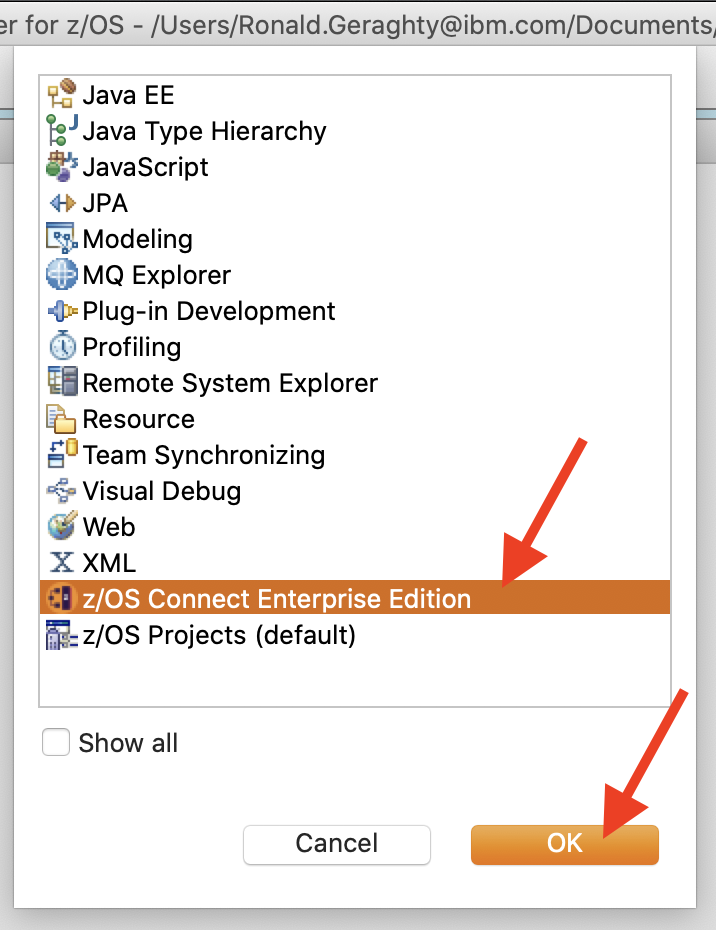 er for z/OS - /Users/Ronald.Geraghty@ibm.com/Documents/
Java EE
Java Type Hierarchy
JavaScript
JPA
Modeling
MQ Explorer
Plug-in Development
Profiling
Remote System Explorer
Resource
Team Synchronizing
Visual Debug
Web
XML
z/OS Connect Enterprise Edition
z/OS Projects (default)
Show all
Cancel
OK